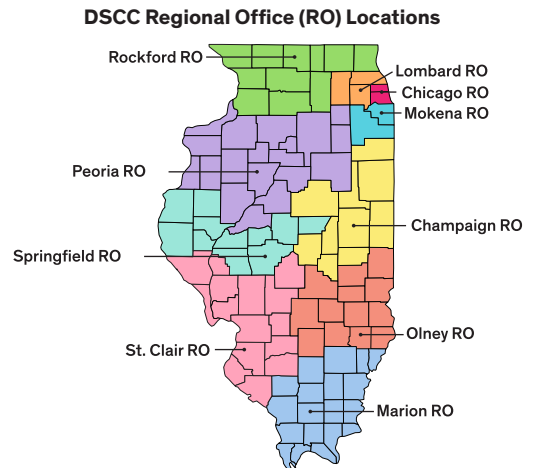 DSCC Regional Office (RO) Locations
Rockford RO
Lombard RO
Chicago RO
Mokena RO
Peoria RO
Champaign RO
Springfield RO
Olney RO
St. Clair RO
Marion RO